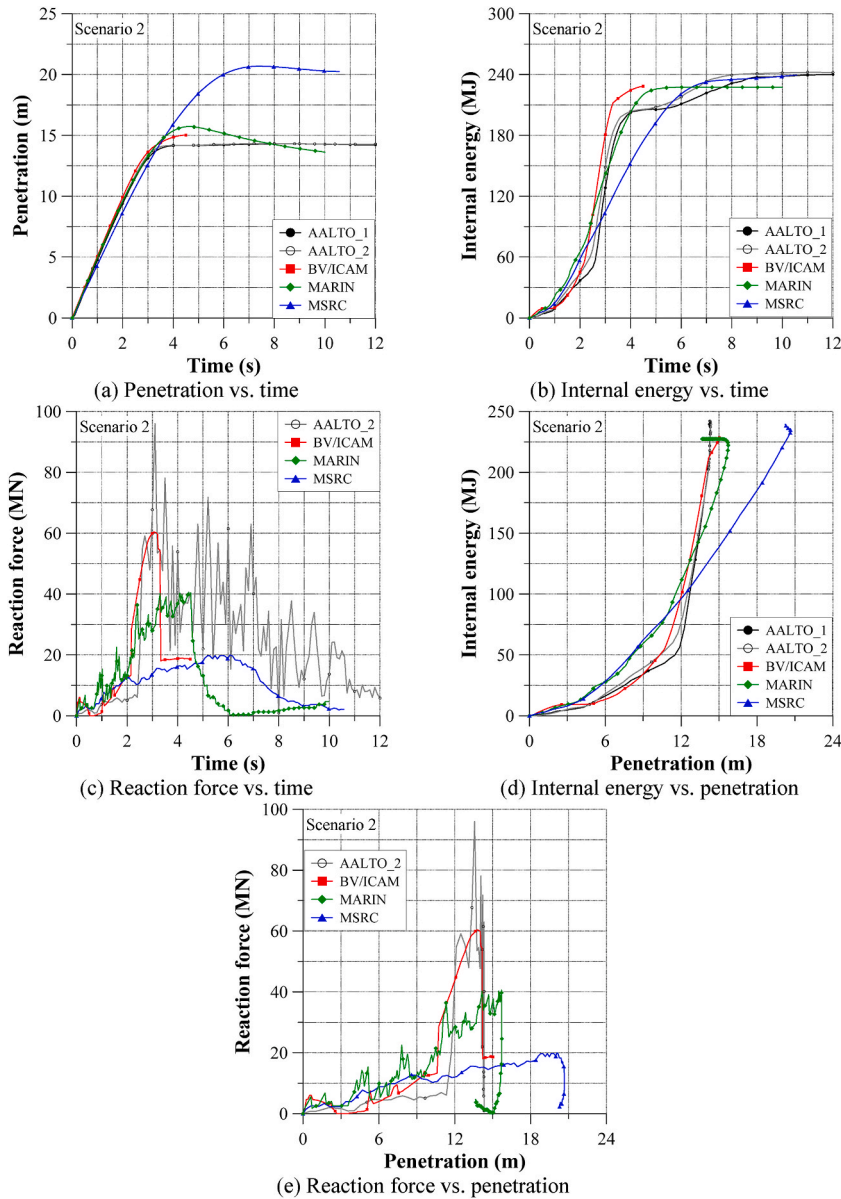 Scenario 2
Penetration (m)
25
20
15
10
5
0
AALTO_1
AALTO_2
BV/ICAM
MARIN
MSRC
0 2 4 6 8 10 12
Time (s)
(a) Penetration vs. time
Scenario 2
Internal energy (MJ)
300
240
180
120
60
0
AALTO_1
AALTO_2
BV/ICAM
MARIN
MSRC
0 2 4 6 8 10 12
Time (s)
(b) Internal energy vs. time
Scenario 2
Reaction force (MN)
100
80
60
40
20
0
AALTO_2
BV/ICAM
MARIN
MSRC
0 2 4 6 8 10 12
Time (s)
(c) Reaction force vs. time
Scenario 2
Internal energy (MJ)
250
200
150
100
50
0
AALTO_1
AALTO_2
BV/ICAM
MARIN
MSRC
0 6 12 18 24
Penetration (m)
(d) Internal energy vs. penetration
Scenario 2
Reaction force (MN)
100
80
60
40
20
0
AALTO_2
BV/ICAM
MARIN
MSRC
0 6 12 18 24
Penetration (m)
(e) Reaction force vs. penetration